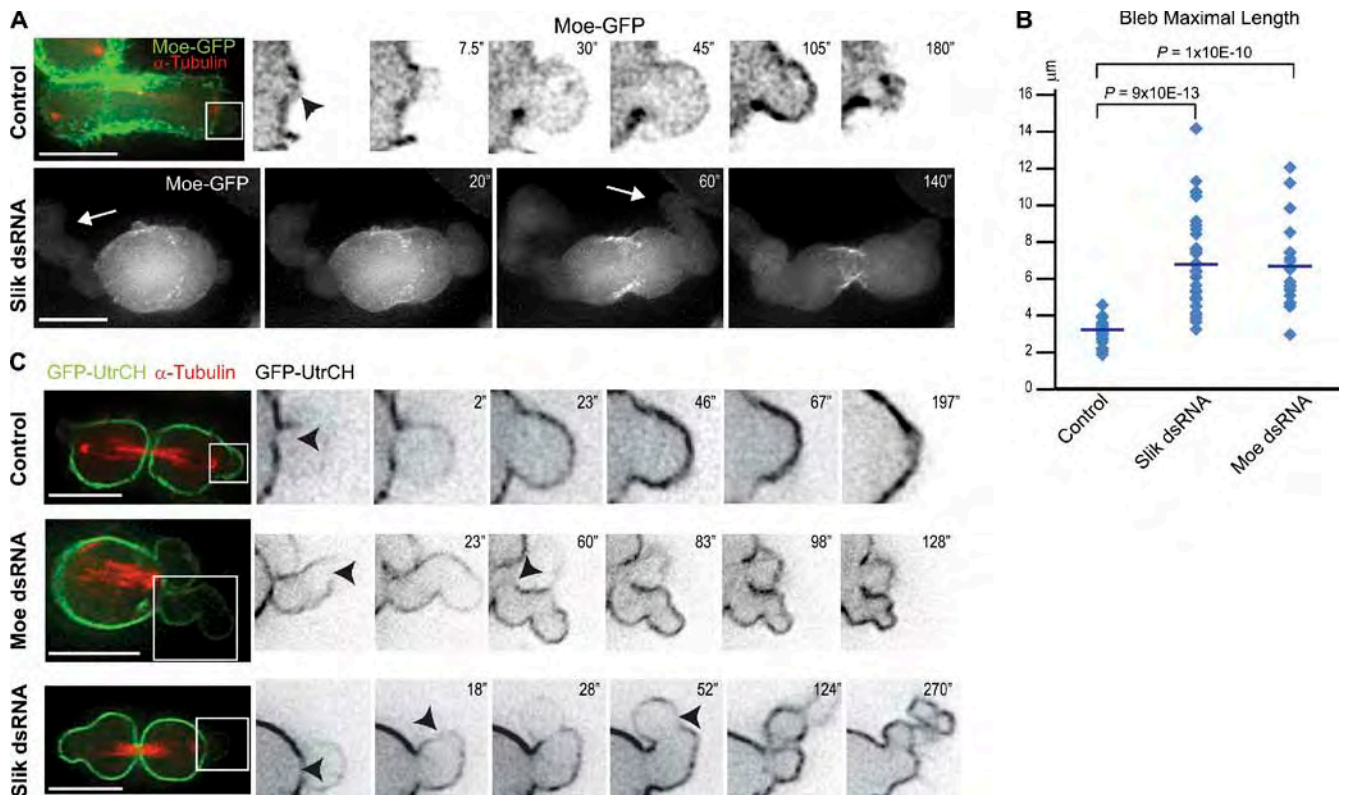 A
Moe-GFP
Control
Moe-GFP
α-Tubulin
7.5” 30” 45” 105” 180”
Slik dsRNA
Moe-GFP 20” 60” 140”
B
Bleb Maximal Length
P = 1x10E-10
P = 9x10E-13
μm
16
14
12
10
8
6
4
2
0
Control Slik dsRNA Moe dsRNA
C
GFP-UtrCH α-Tubulin GFP-UtrCH
Control
2” 23” 46” 67” 197”
Moe dsRNA
23” 60” 83” 98” 128”
Slik dsRNA
18” 28” 52” 124” 270”